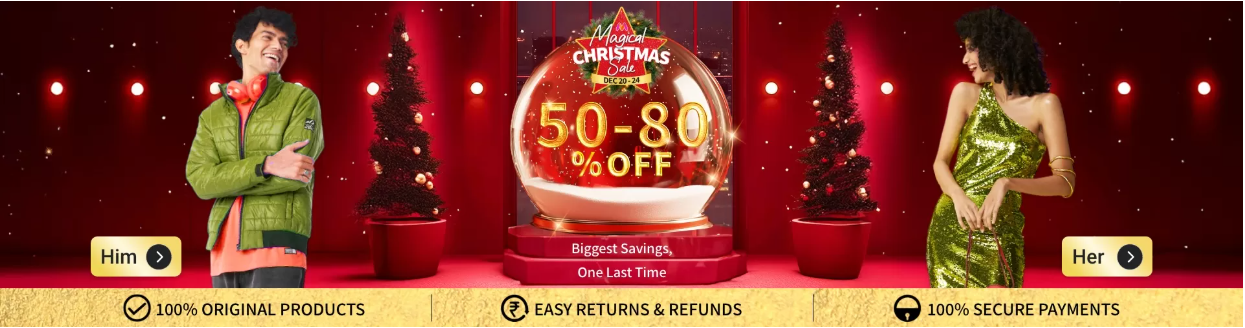 Magical
CHRISTMAS
Sale
DEC 20 - 24
50-80
% OFF
Him
Biggest Savings,
One Last Time
Her
100% ORIGINAL PRODUCTS
EASY RETURNS & REFUNDS
100% SECURE PAYMENTS